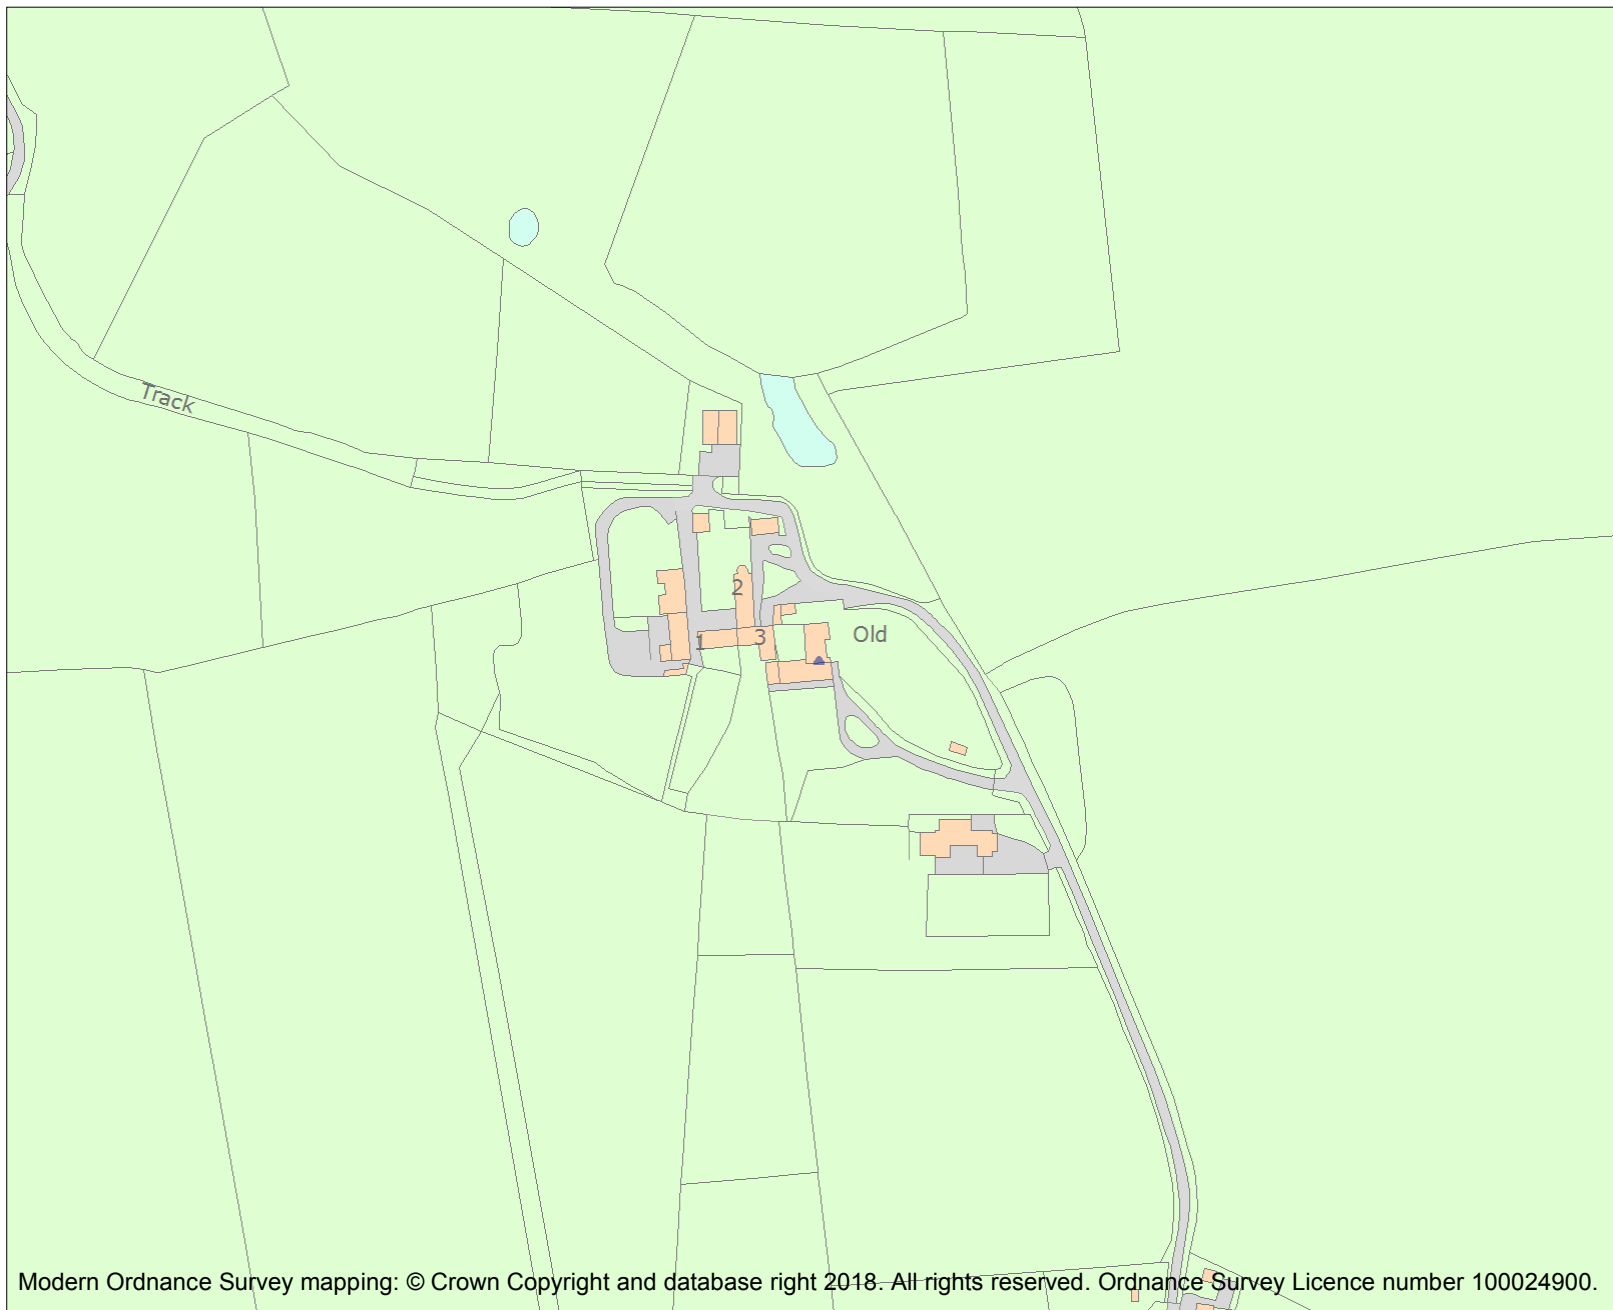 Track
2
1
3
Old
Modern Ordnance Survey mapping: © Crown Copyright and database right 2018. All rights reserved. Ordnance Survey Licence number 100024900.